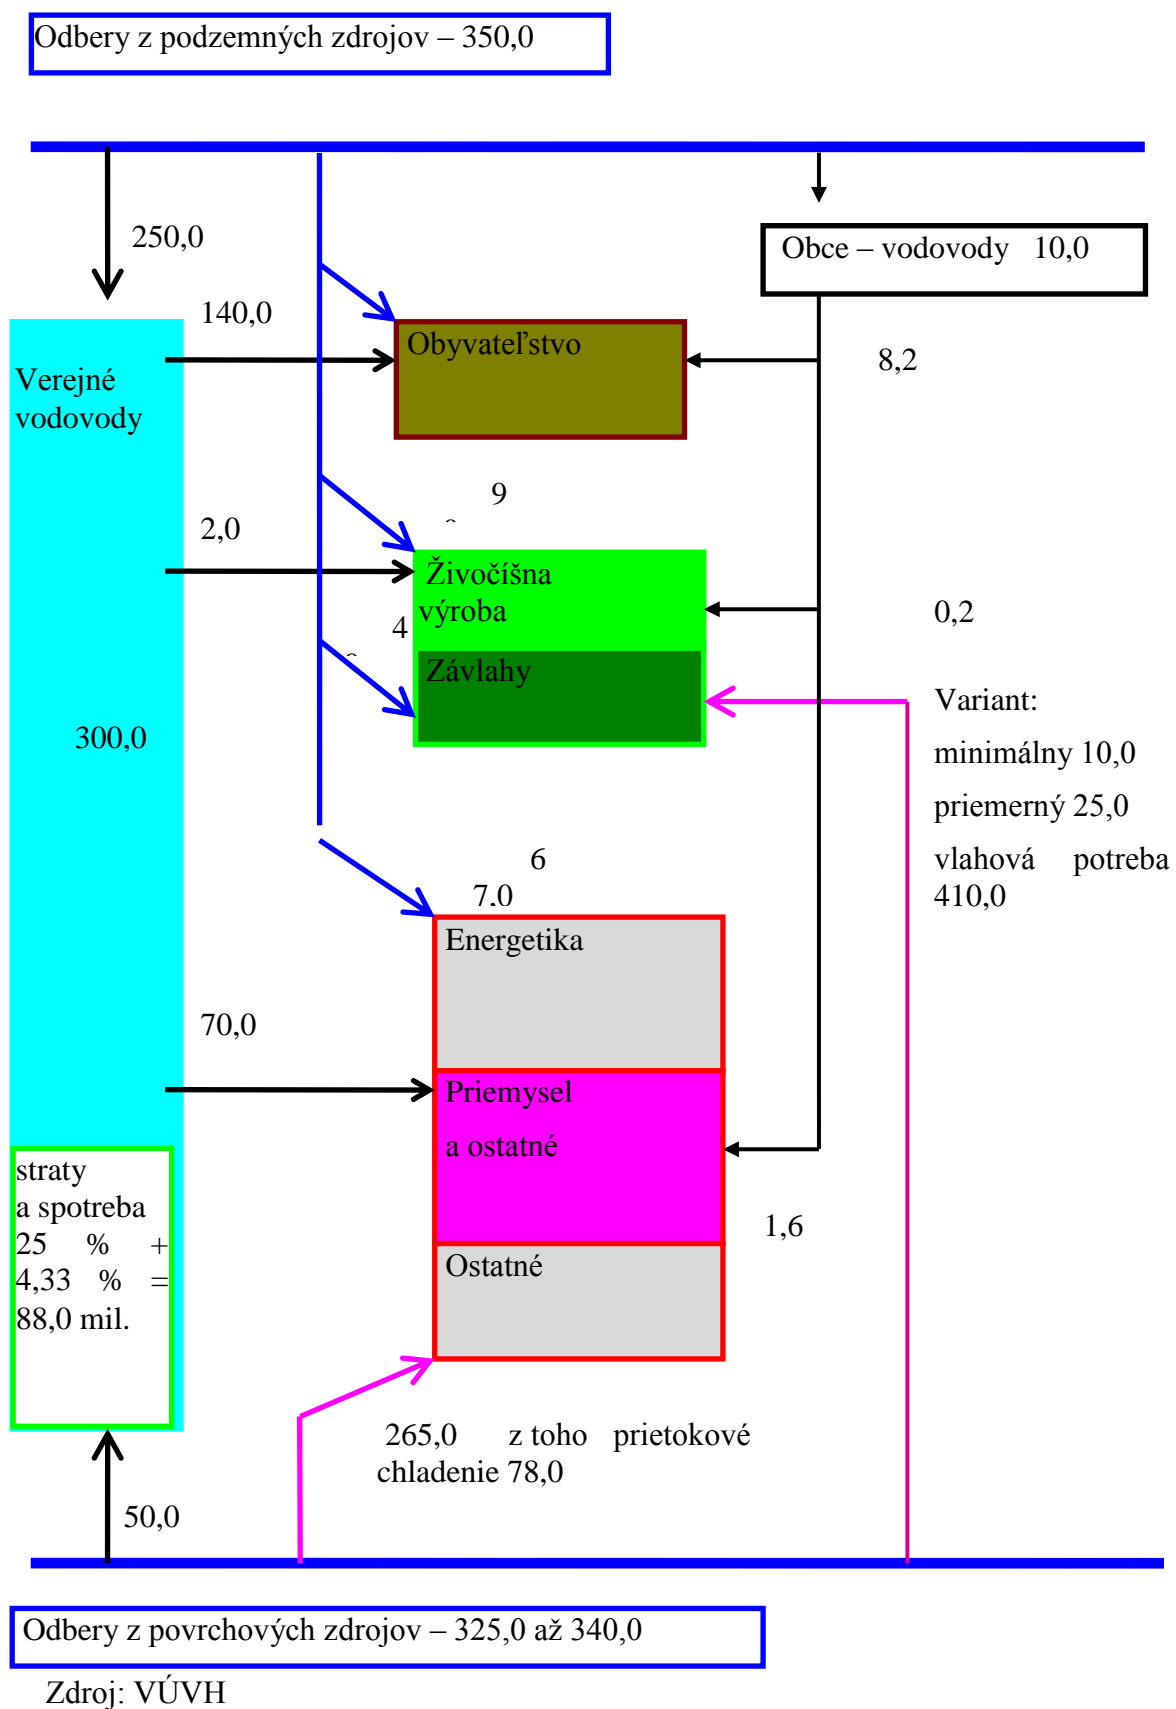 Odbery z podzemných zdrojov – 350,0
250,0
Obce – vodovody 10,0
140,0
Obyvateľstvo
8,2
Verejné
vodovody
9
2,0
Živočíšna
výroba
0,2
4
Závlahy
Variant:
300,0
minimálny 10,0
priemerný 25,0
vlahová potreba
410,0
6
7,0
Energetika
70,0
Priemysel
a ostatné
straty
a spotreba
25 % +
4,33 % =
88,0 mil.
1,6
Ostatné
265,0 z toho prietokové
chladenie 78,0
50,0
Odbery z povrchových zdrojov – 325,0 až 340,0
Zdroj: VÚVH